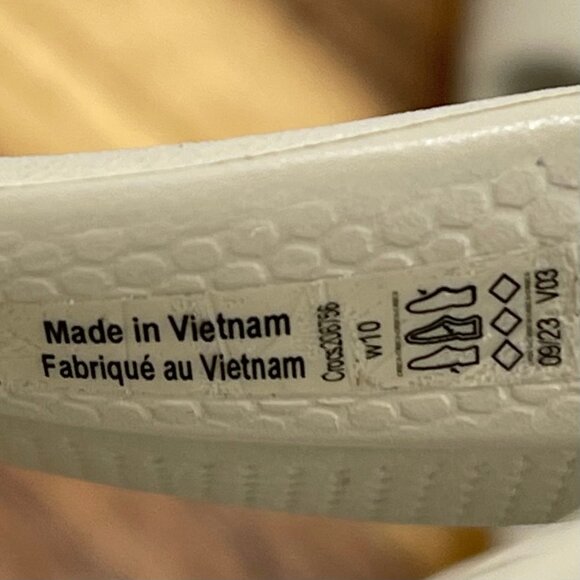 Made in Vietnam
Fabriqué au Vietnam
Crocs206756
w10
09/23 V03